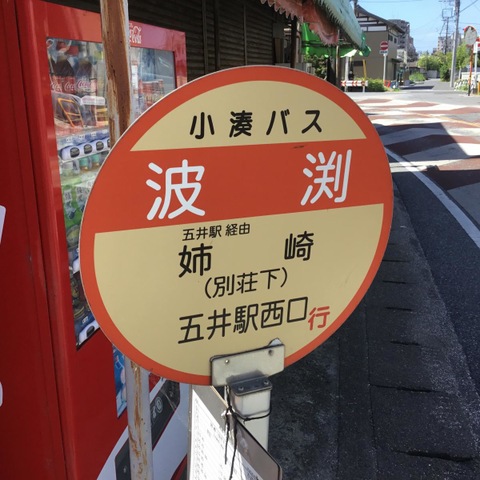 小湊バス
波渕
五井駅 経由
姉崎
(別荘下)
五井駅西口行